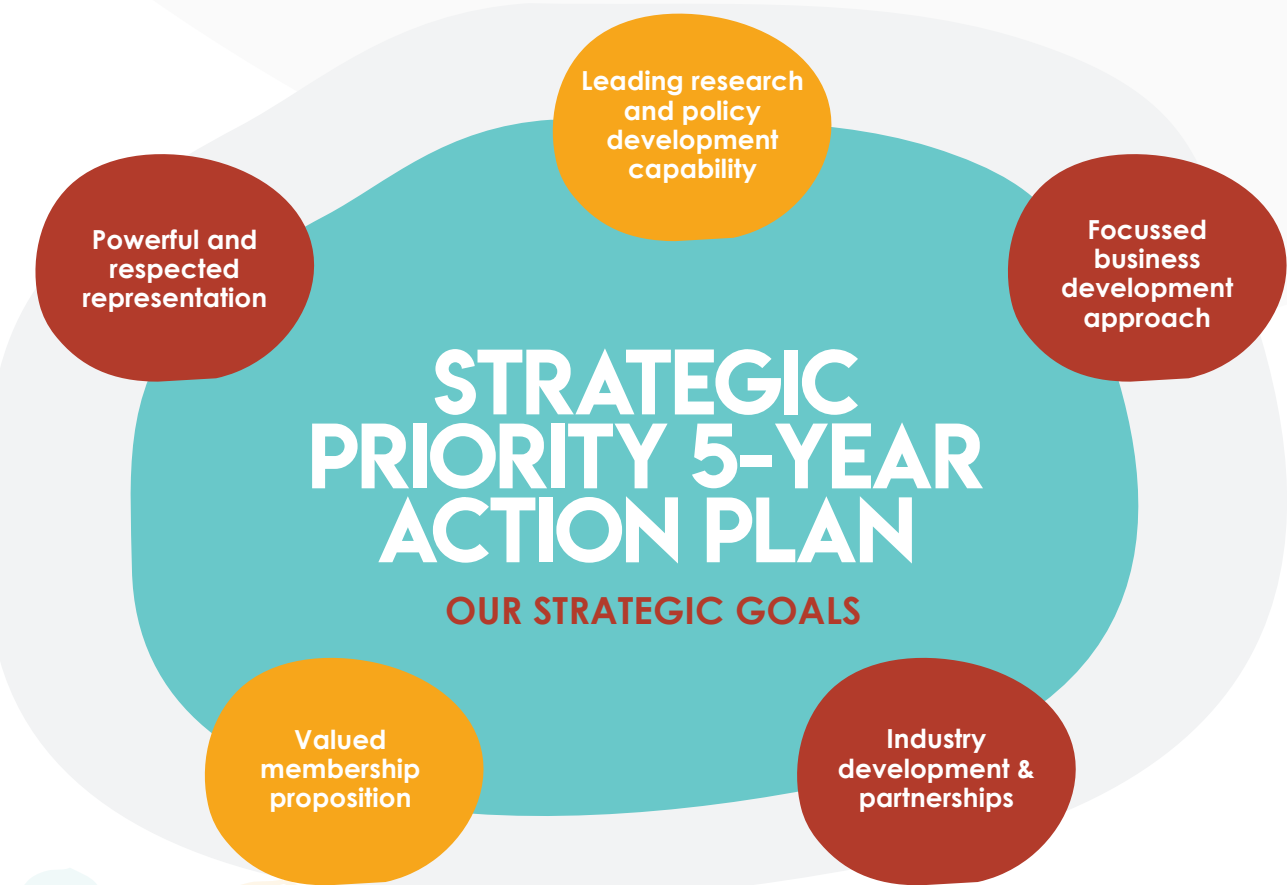 Leading research
and policy
development
capability
Powerful and
respected
representation
Focussed
business
development
approach
STRATEGIC
PRIORITY 5-YEAR
ACTION PLAN
OUR STRATEGIC GOALS
Valued
membership
proposition
Industry
development &
partnerships